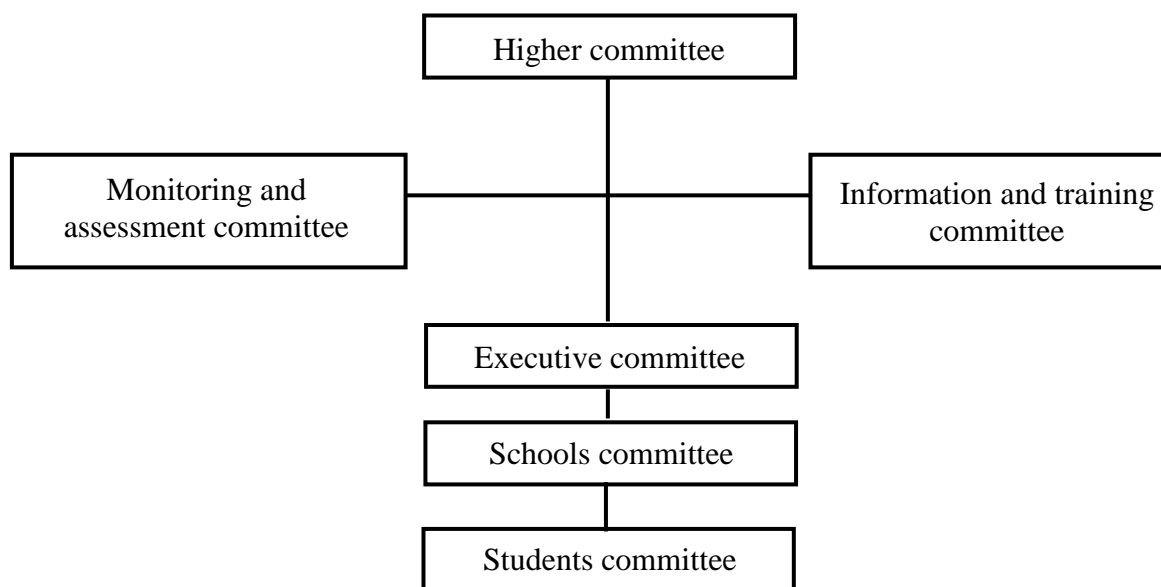 Higher committee
Monitoring and
assessment committee
Information and training
committee
Executive committee
Schools committee
Students committee